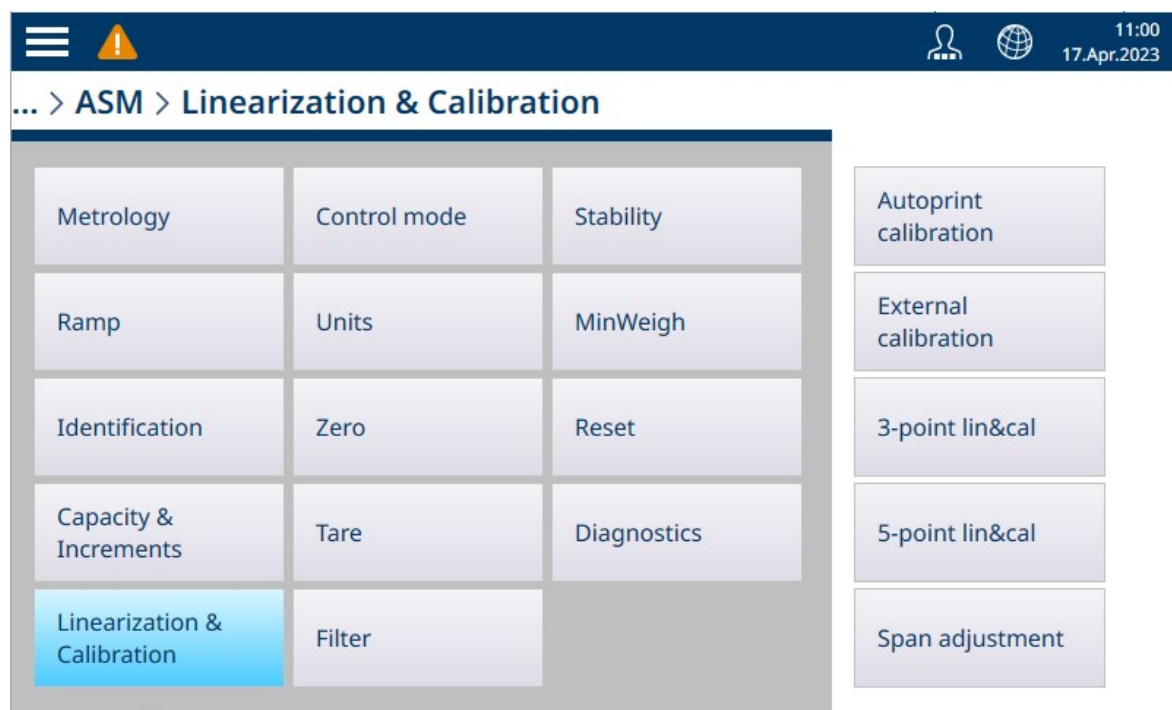 11:00
17.Apr.2023
... > ASM > Linearization & Calibration
Metrology
Control mode
Stability
Autoprint
calibration
Ramp
Units
MinWeigh
External
calibration
Identification
Zero
Reset
3-point lin&cal
Capacity &
Increments
Tare
Diagnostics
5-point lin&cal
Linearization &
Calibration
Filter
Span adjustment